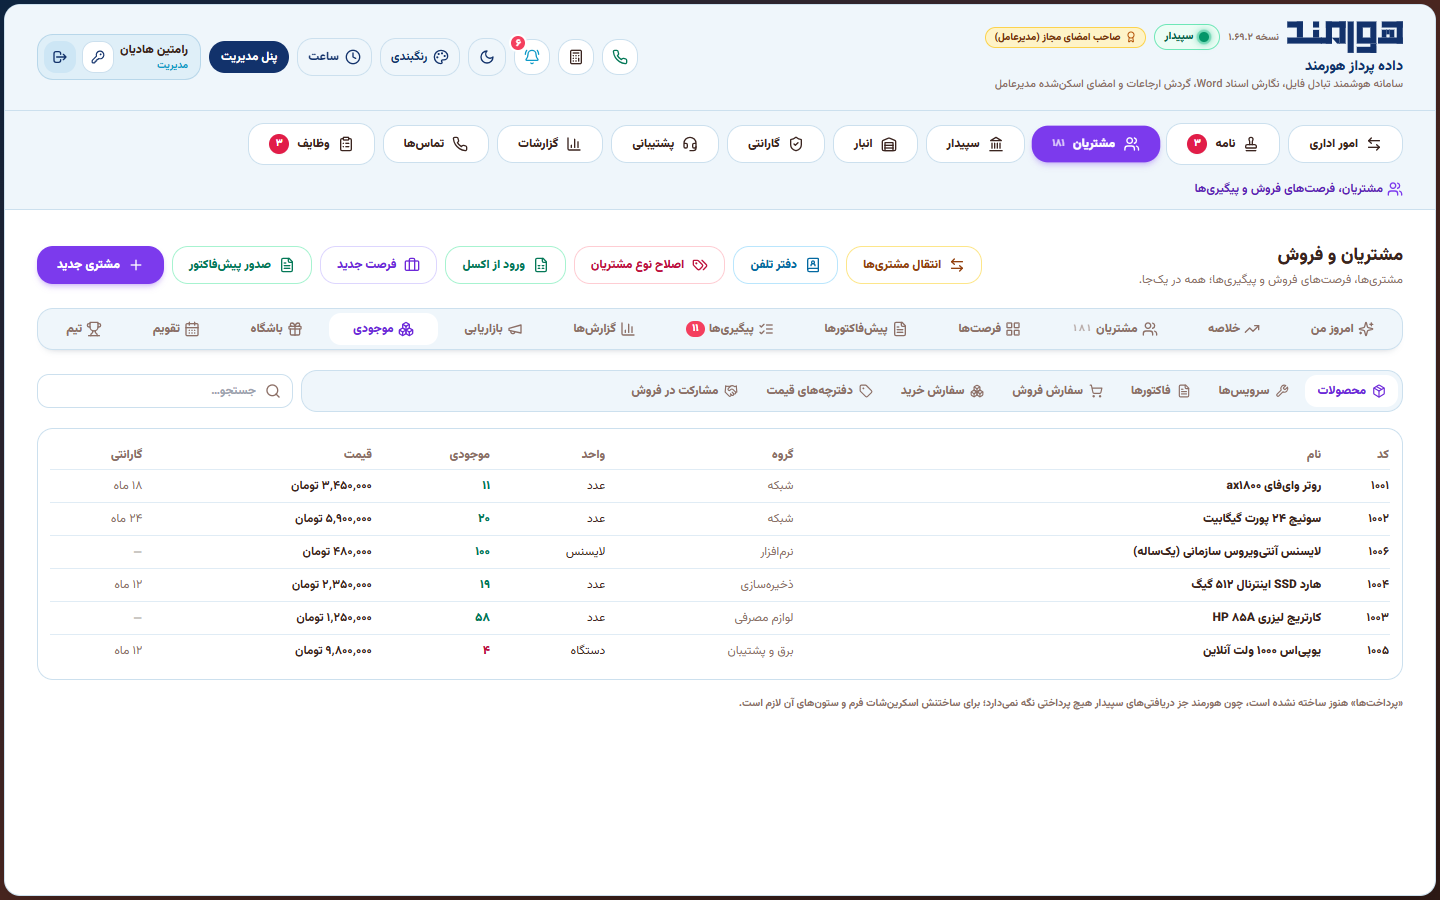 هورمند
نسخه ۱.۶۹.۲
سپیدار
صاحب امضای مجاز (مدیرعامل)
داده پرداز هورمند
سامانه هوشمند تبادل فایل، نگارش اسناد Word، گردش ارجاعات و امضای اسکن‌شده مدیرعامل
۶
رنگبندی
ساعت
پنل مدیریت
رامتین هادیان
مدیریت
امور اداری
نامه ۳
مشتریان ۱۸۱
سپیدار
انبار
گارانتی
پشتیبانی
گزارشات
تماس‌ها
وظایف ۳
مشتریان، فرصت‌های فروش و پیگیری‌ها
مشتریان و فروش
مشتری‌ها، فرصت‌های فروش و پیگیری‌ها؛ همه در یک‌جا.
انتقال مشتری‌ها
دفتر تلفن
اصلاح نوع مشتریان
ورود از اکسل
فرصت جدید
صدور پیش‌فاکتور
مشتری جدید
امروز من
خلاصه
مشتریان ۱۸۱
فرصت‌ها
پیش‌فاکتورها
پیگیری‌ها ۱۱
گزارش‌ها
بازاریابی
موجودی
باشگاه
تقویم
تیم
محصولات
سرویس‌ها
فاکتورها
سفارش فروش
سفارش خرید
دفترچه‌های قیمت
مشارکت در فروش
جستجو...
کد نام گروه واحد موجودی قیمت گارانتی
۱۰۰۱ روتر وای‌فای ax۱۸۰۰ شبکه عدد ۱۱ ۳,۴۵۰,۰۰۰ تومان ۱۸ ماه
۱۰۰۲ سوئیچ ۲۴ پورت گیگابیت شبکه عدد ۲۰ ۵,۹۰۰,۰۰۰ تومان ۲۴ ماه
۱۰۰۶ لایسنس آنتی‌ویروس سازمانی (یک‌ساله) نرم‌افزار لایسنس ۱۰۰ ۴۸۰,۰۰۰ تومان —
۱۰۰۴ هارد SSD اینترنال ۵۱۲ گیگ ذخیره‌سازی عدد ۱۹ ۲,۳۵۰,۰۰۰ تومان ۱۲ ماه
۱۰۰۳ کارتریج لیزری HP ۸۵A لوازم مصرفی عدد ۵۸ ۱,۲۵۰,۰۰۰ تومان —
۱۰۰۵ یوپی‌اس ۱۰۰۰ ولت آنلاین برق و پشتیبان دستگاه ۴ ۹,۸۰۰,۰۰۰ تومان ۱۲ ماه
«پرداخت‌ها» هنوز ساخته نشده است، چون هورمند جز دریافتی‌های سپیدار هیچ پرداختی نگه نمی‌دارد؛ برای ساختنش اسکرین‌شات فرم و ستون‌های آن لازم است.